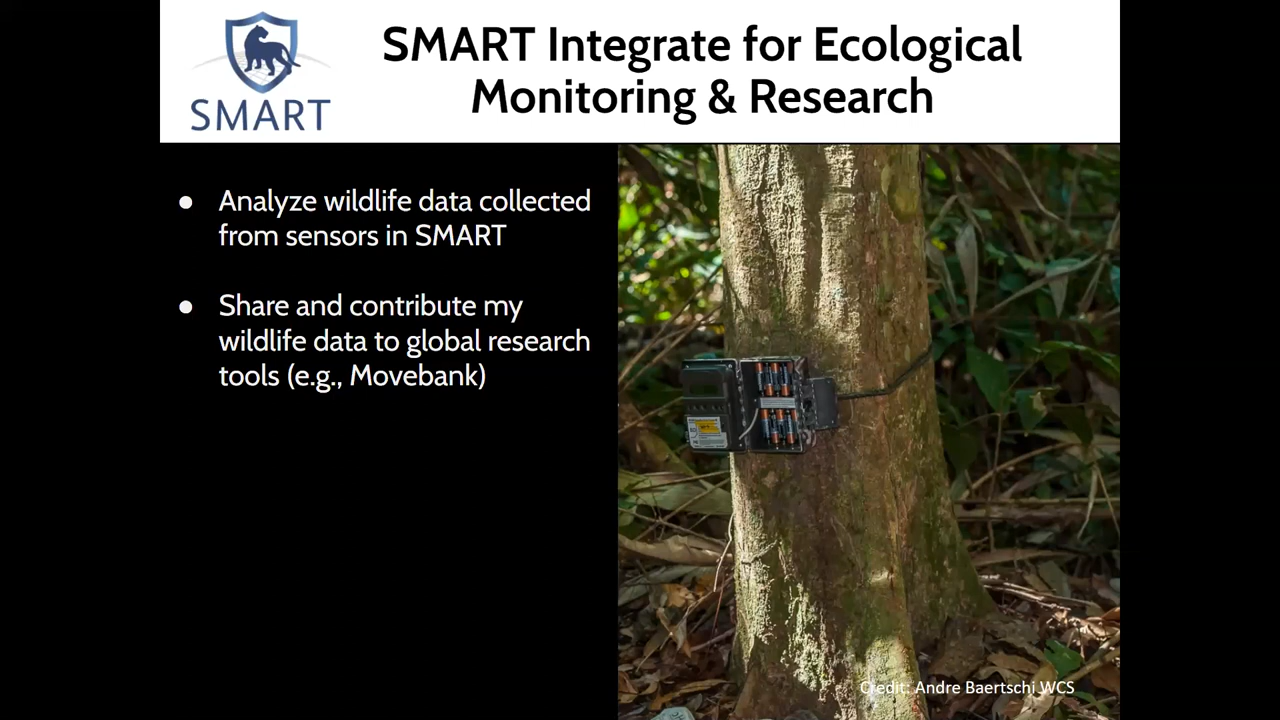 SMART
SMART Integrate for Ecological
Monitoring & Research
● Analyze wildlife data collected
from sensors in SMART
● Share and contribute my
wildlife data to global research
tools (e.g., Movebank)
Credit: Andre Baertschi WCS